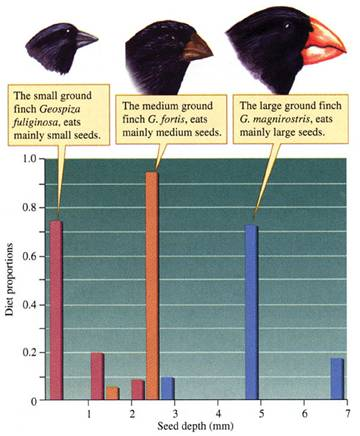 The small ground
finch Geospiza
fuliginosa, eats
mainly small seeds.
The medium ground
finch G. fortis, eats
mainly medium seeds.
The large ground finch
G. magnirostris, eats
mainly large seeds.
Diet proportions
1.0
0.8
0.6
0.4
0.2
0
1 2 3 4 5 6 7
Seed depth (mm)